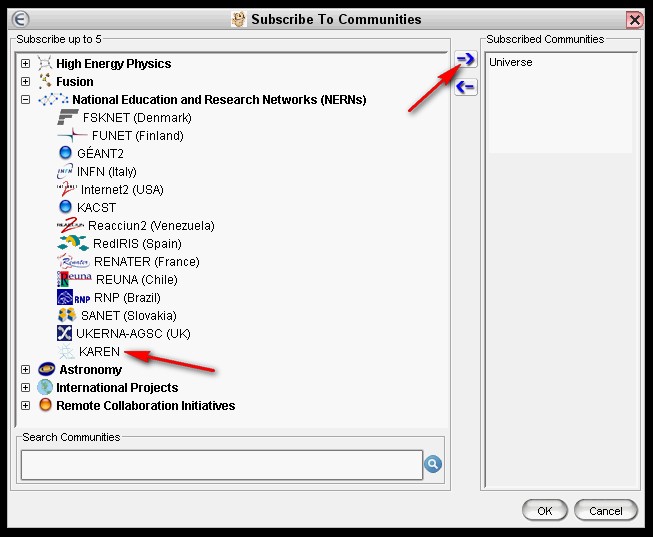 Subscribe To Communities
Subscribe up to 5
High Energy Physics
Fusion
National Education and Research Networks (NERNs)
FSKNET (Denmark)
FUNET (Finland)
GÉANT2
INFN (Italy)
Internet2 (USA)
KACST
Reacciun2 (Venezuela)
RedIRIS (Spain)
RENATER (France)
REUNA (Chile)
RNP (Brazil)
SANET (Slovakia)
UKERNA-AGSC (UK)
KAREN
Astronomy
International Projects
Remote Collaboration Initiatives
Search Communities
Subscribed Communities
Universe
OK
Cancel